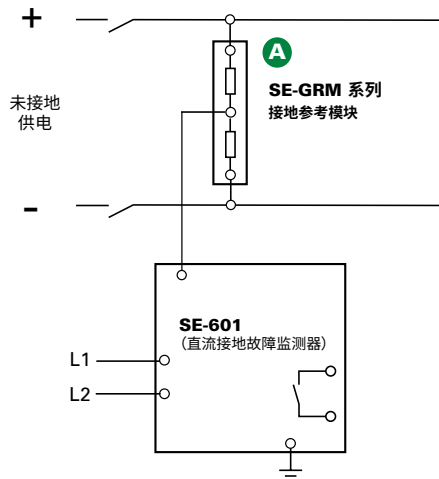 +
A
SE-GRM 系列
接地参考模块
未接地
供电
-
SE-601
（直流接地故障监测器）
L1
L2